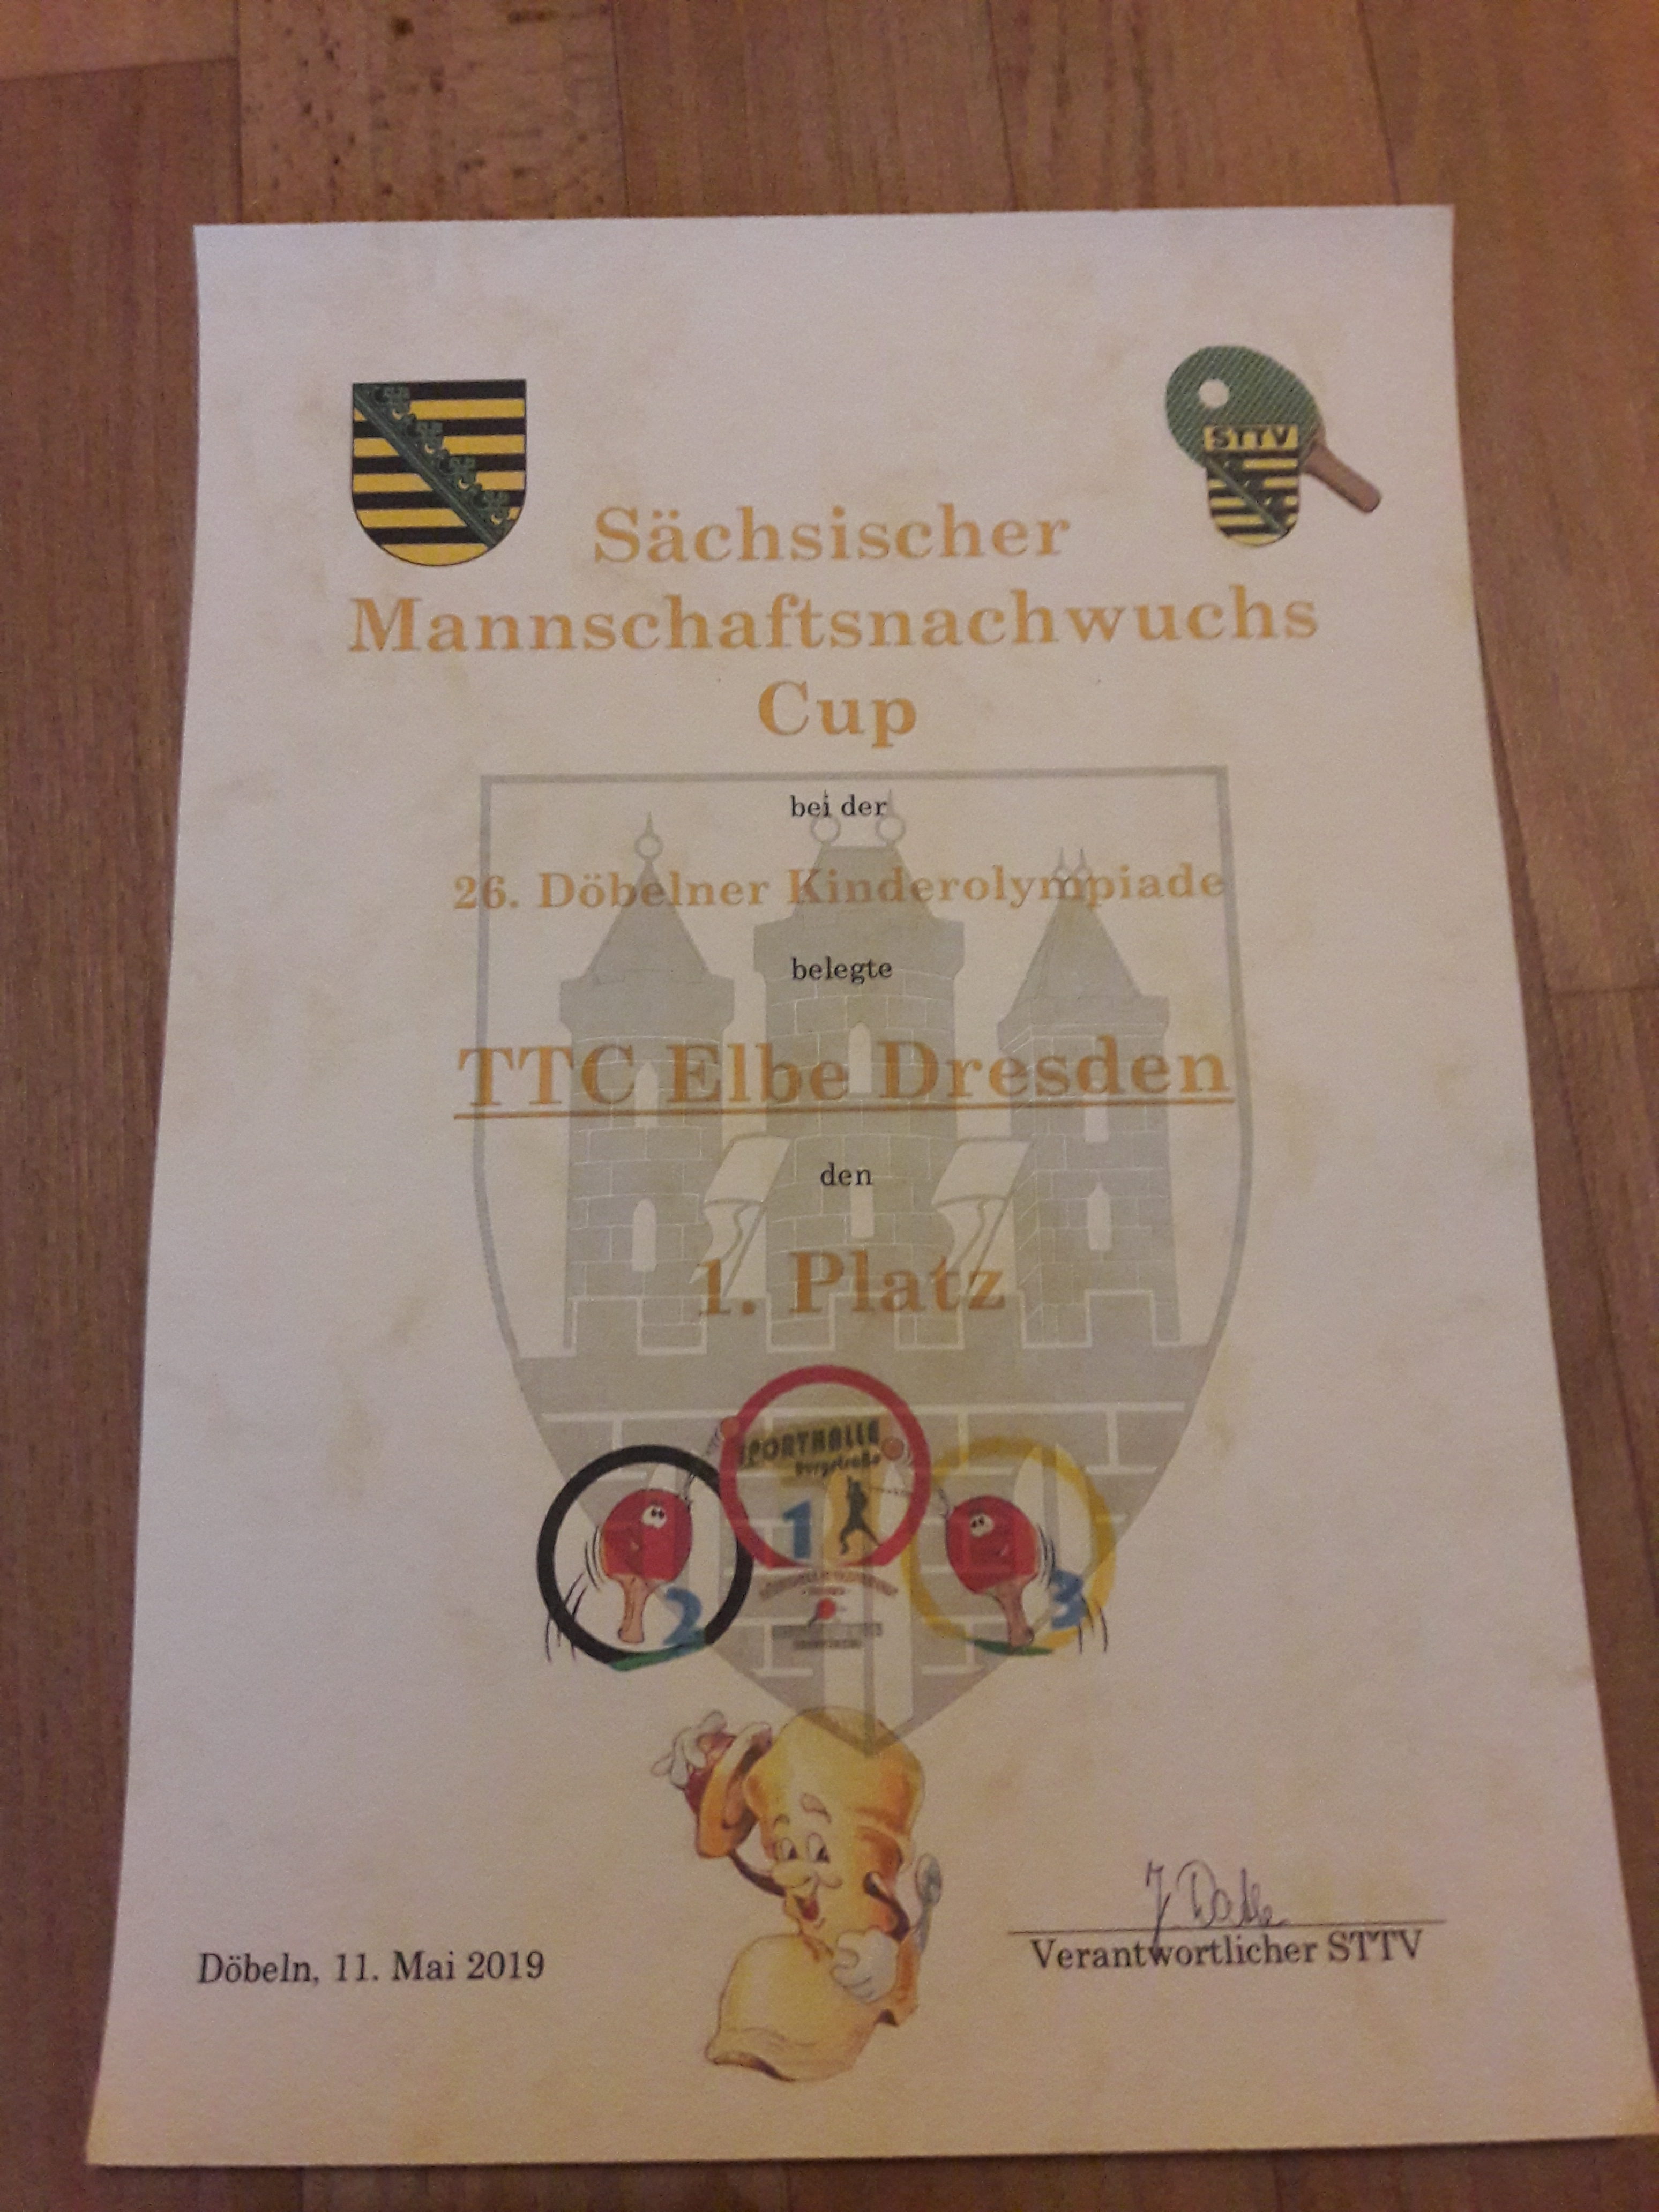 STTV
Sächsischer
Mannschaftsnachwuchs
Cup
bei der
26. Döbelner Kinderolympiade
belegte
TTC Elbe Dresden
den
1. Platz
SPORTHALLE
Burgstraße
1
2
3
Döbeln, 11. Mai 2019
Verantwortlicher STTV